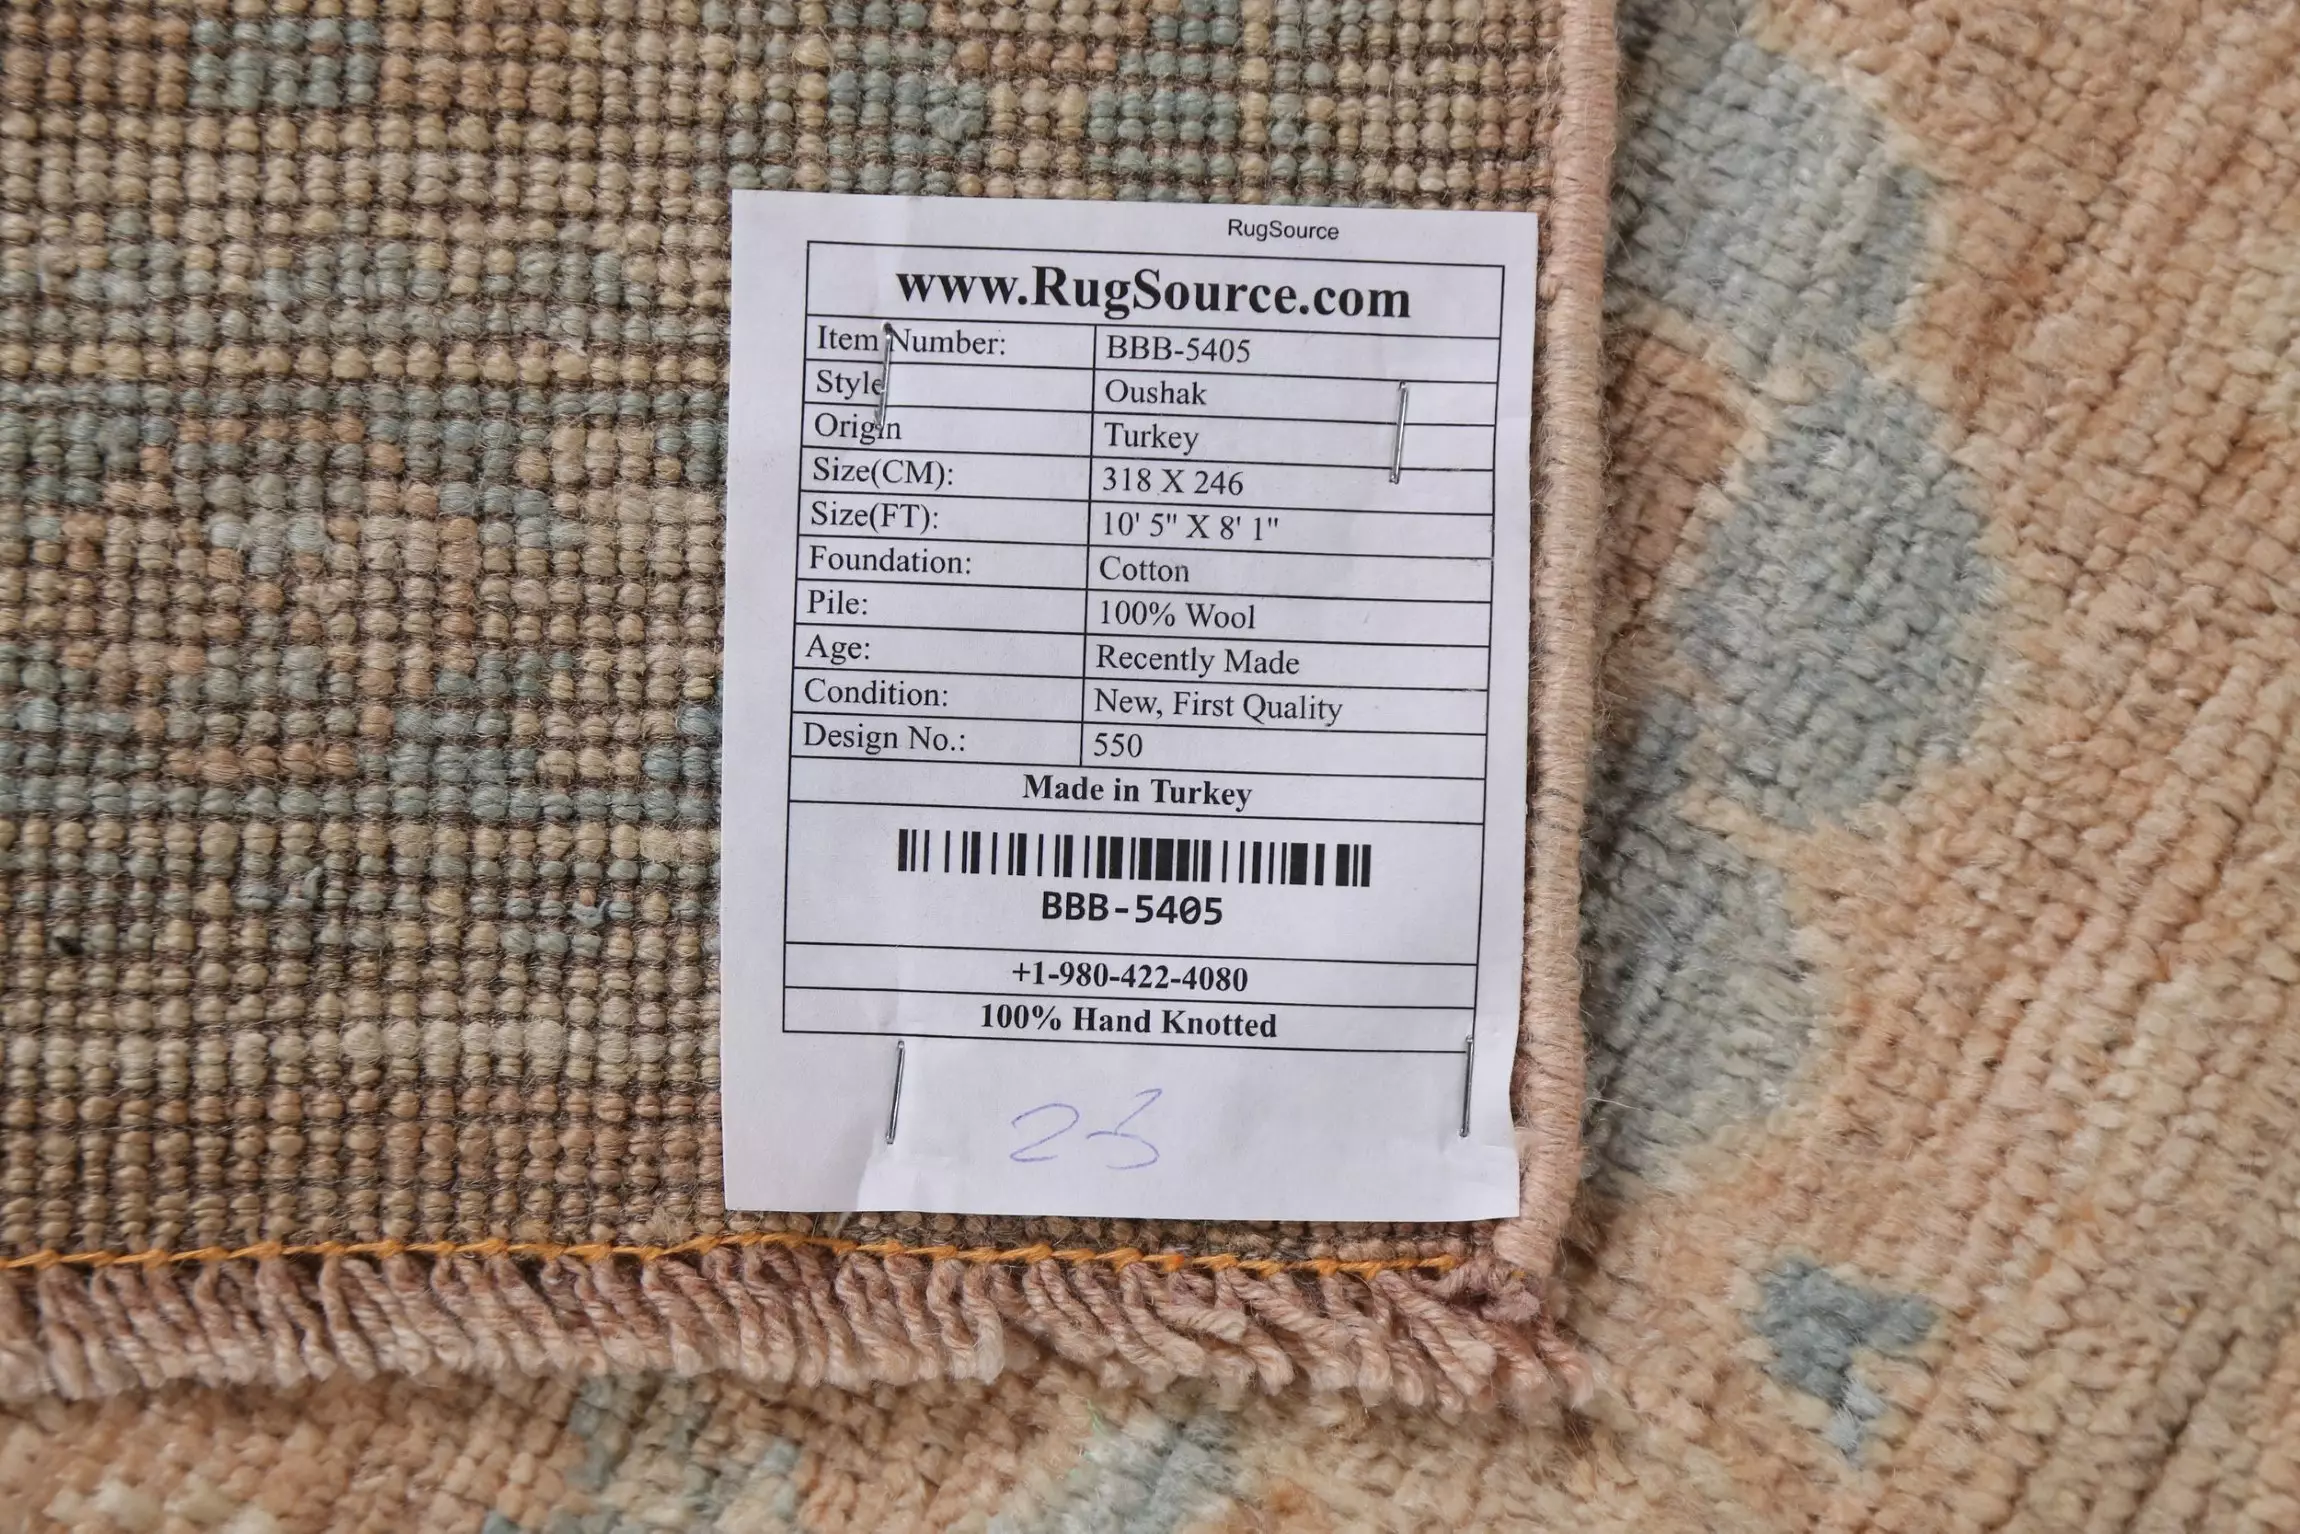 RugSource
www.RugSource.com
Item Number: BBB-5405
Style Oushak
Origin Turkey
Size(CM): 318 X 246
Size(FT): 10' 5" X 8' 1"
Foundation: Cotton
Pile: 100% Wool
Age: Recently Made
Condition: New, First Quality
Design No.: 550
Made in Turkey
BBB-5405
+1-980-422-4080
100% Hand Knotted
23